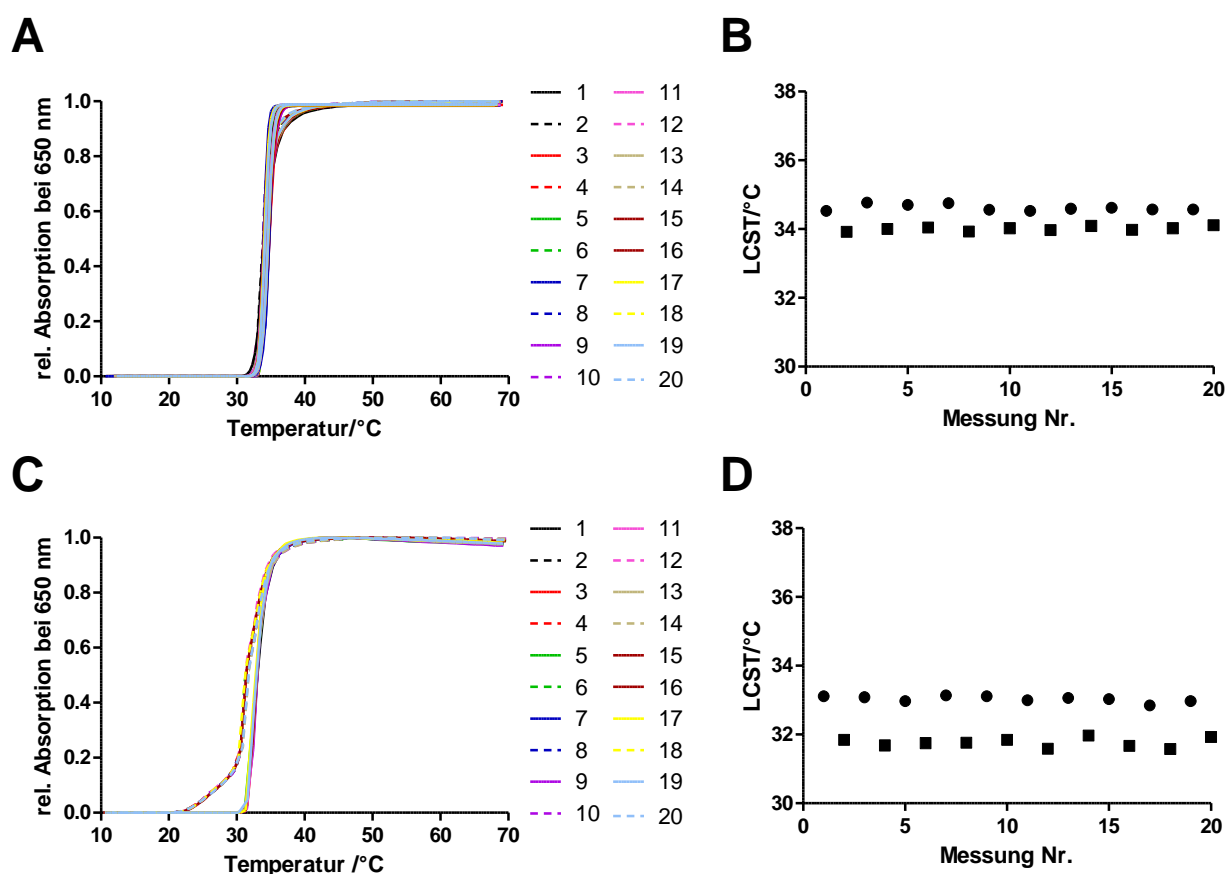 A
rel. Absorption bei 650 nm
1.0
0.8
0.6
0.4
0.2
0.0
10 20 30 40 50 60 70
Temperatur/°C
1 11
2 12
3 13
4 14
5 15
6 16
7 17
8 18
9 19
10 20
B
LCST/°C
38
36
34
32
30
0 5 10 15 20
Messung Nr.
C
rel. Absorption bei 650 nm
1.0
0.8
0.6
0.4
0.2
0.0
10 20 30 40 50 60 70
Temperatur /°C
1 11
2 12
3 13
4 14
5 15
6 16
7 17
8 18
9 19
10 20
D
LCST/°C
38
36
34
32
30
0 5 10 15 20
Messung Nr.